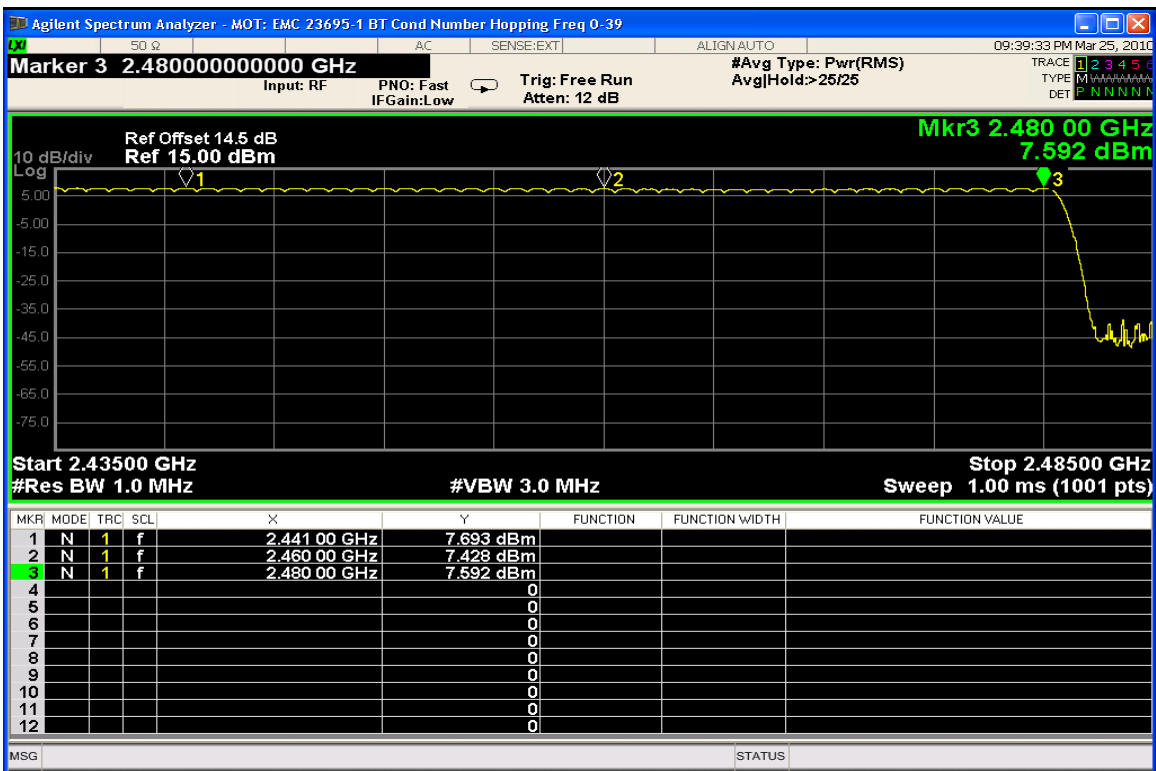 Agilent Spectrum Analyzer - MOT: EMC 23695-1 BT Cond Number Hopping Freq 0-39
LXI 50 Ω AC SENSE:EXT ALIGN AUTO 09:39:33 PM Mar 25, 2010
Marker 3 2.480000000000 GHz
Input: RF
PNO: Fast
IFGain:Low
Trig: Free Run
Atten: 12 dB
#Avg Type: Pwr(RMS)
Avg|Hold:>25/25
TRACE 1 2 3 4 5 6
TYPE M
DET P N N N N N
Mkr3 2.480 00 GHz
7.592 dBm
Ref Offset 14.5 dB
10 dB/div Ref 15.00 dBm
Log
1
2
3
5.00
-5.00
-15.0
-25.0
-35.0
-45.0
-55.0
-65.0
-75.0
Start 2.43500 GHz Stop 2.48500 GHz
#Res BW 1.0 MHz #VBW 3.0 MHz Sweep 1.00 ms (1001 pts)
MKR MODE TRC SCL X Y FUNCTION FUNCTION WIDTH FUNCTION VALUE
1 N 1 f 2.441 00 GHz 7.693 dBm
2 N 1 f 2.460 00 GHz 7.428 dBm
3 N 1 f 2.480 00 GHz 7.592 dBm
4 0
5 0
6 0
7 0
8 0
9 0
10 0
11 0
12 0
MSG STATUS